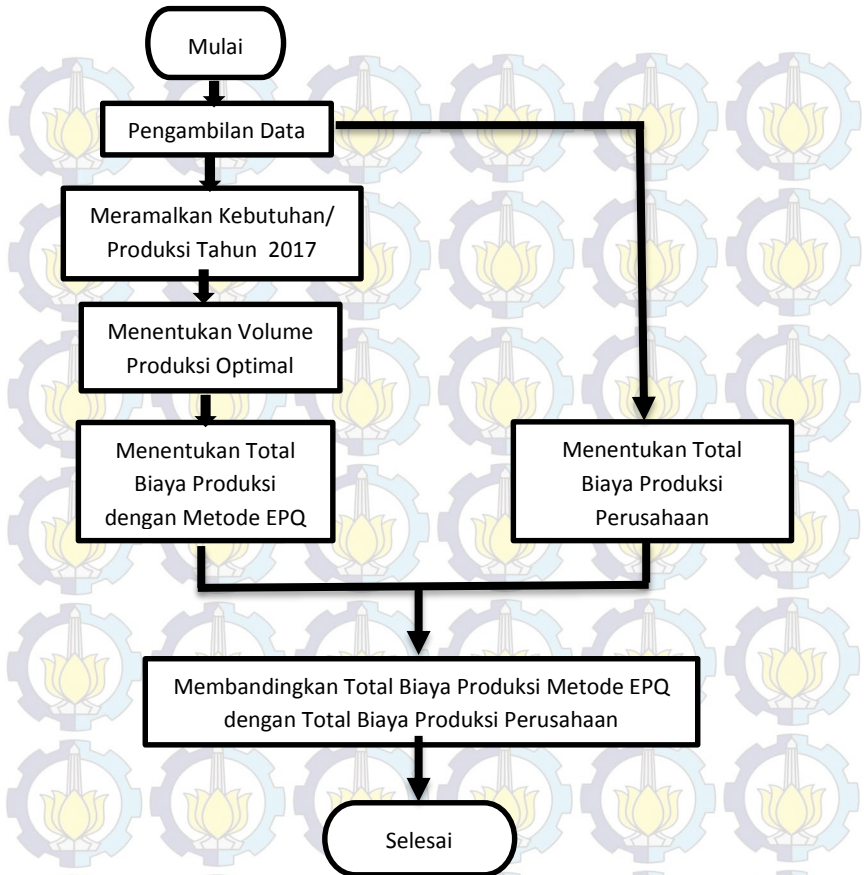 Mulai
Pengambilan Data
Meramalkan Kebutuhan/
Produksi Tahun 2017
Menentukan Volume
Produksi Optimal
Menentukan Total
Biaya Produksi
dengan Metode EPQ
Menentukan Total
Biaya Produksi
Perusahaan
Membandingkan Total Biaya Produksi Metode EPQ
dengan Total Biaya Produksi Perusahaan
Selesai